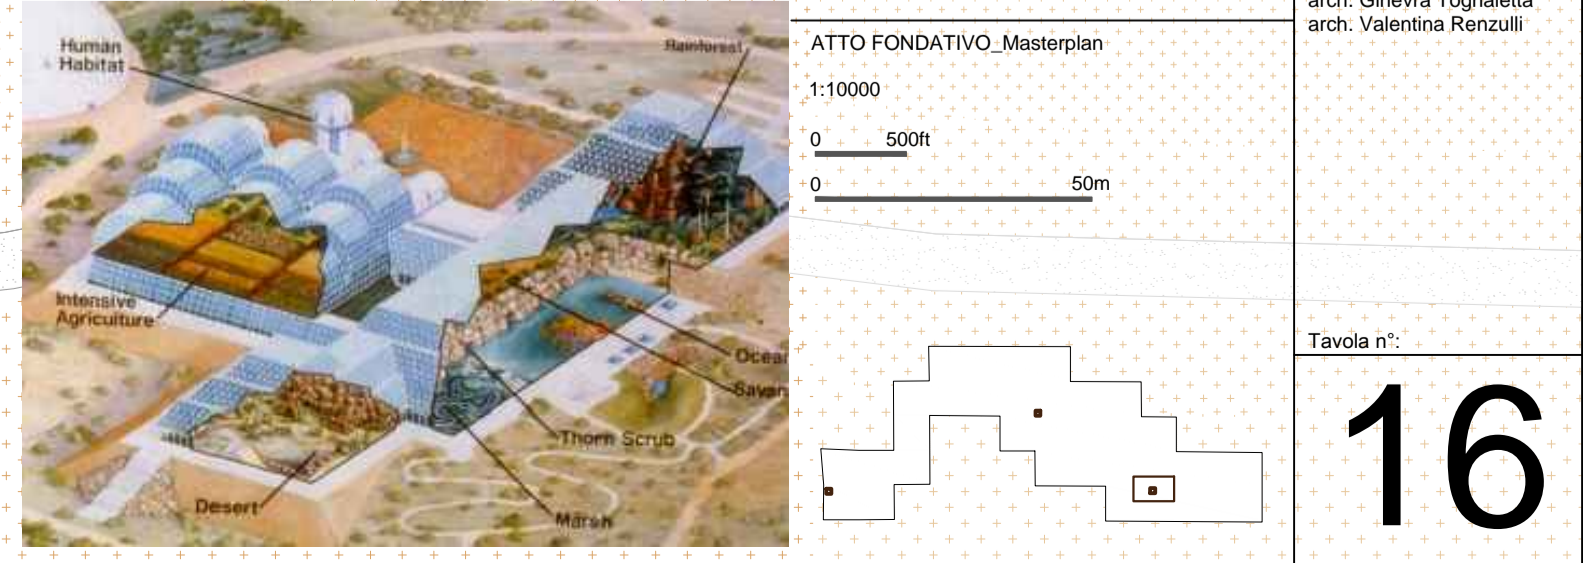 Human
Habitat
Rainforest
Intensive
Agriculture
Ocean
Savan
Thorn Scrub
Desert
Marsh
ATTO FONDATIVO_Masterplan
1:10000
0 500ft
0 50m
arch. Valentina Renzulli
Tavola n°:
16